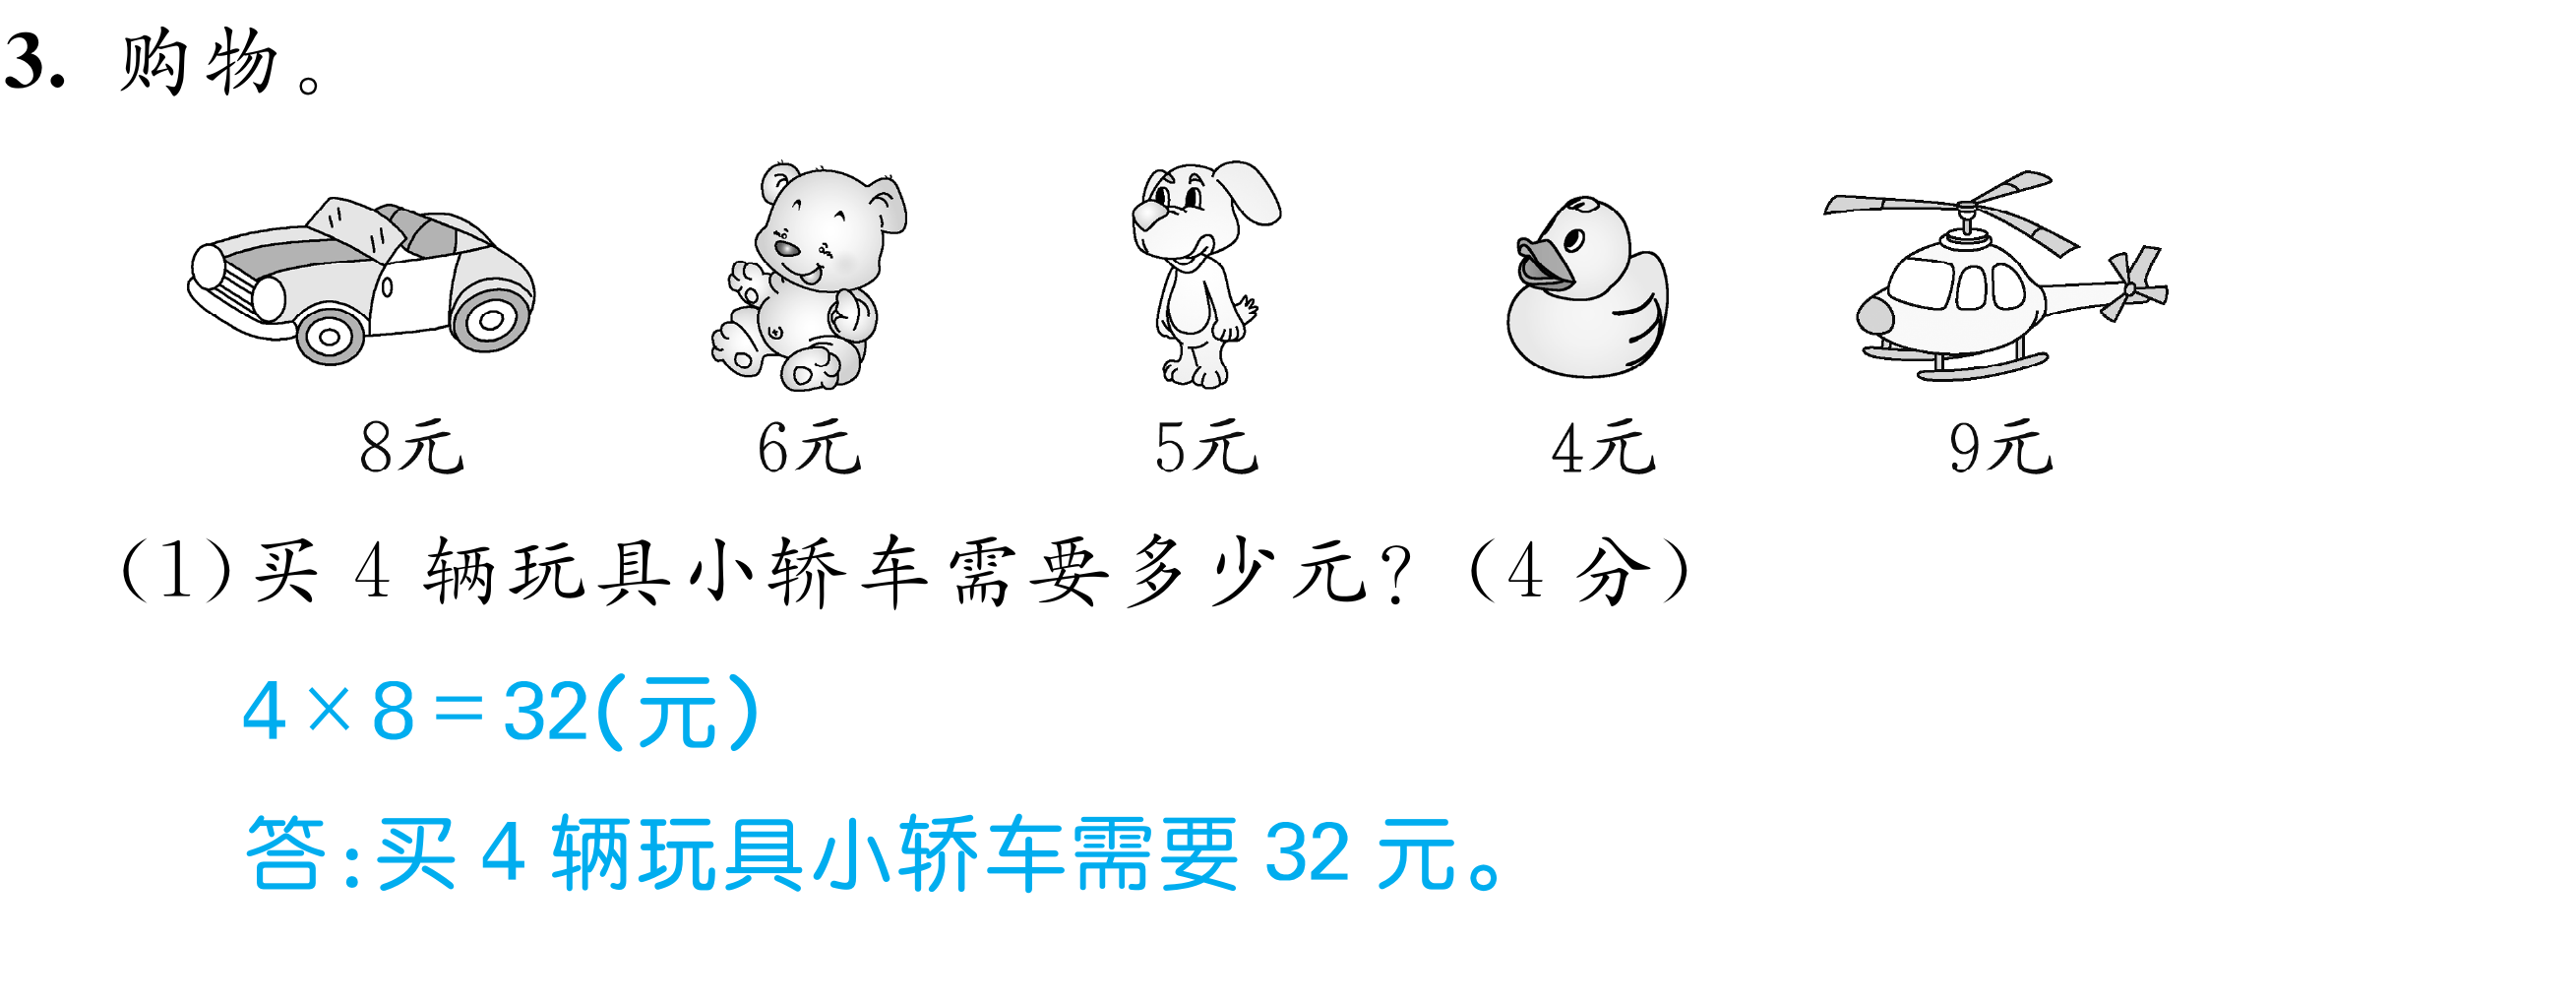 3. 购物。
8元 6元 5元 4元 9元
(1)买 4 辆玩具小轿车需要多少元?(4 分)
4×8=32(元)
答:买 4 辆玩具小轿车需要 32 元。